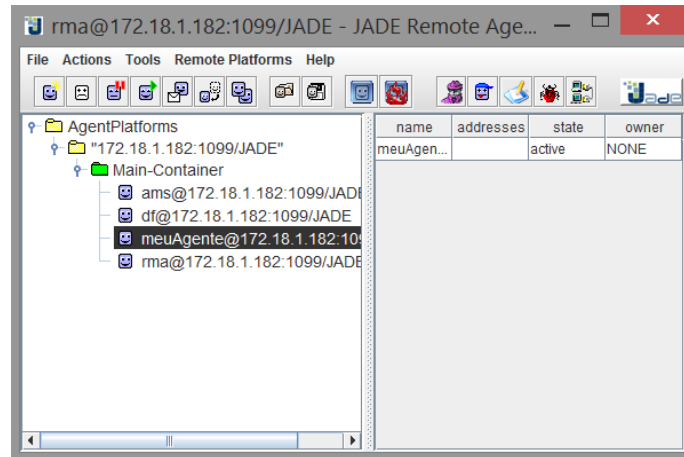 rma@172.18.1.182:1099/JADE - JADE Remote Age...
File Actions Tools Remote Platforms Help
Jade
AgentPlatforms
"172.18.1.182:1099/JADE"
Main-Container
ams@172.18.1.182:1099/JADE
df@172.18.1.182:1099/JADE
meuAgente@172.18.1.182:109
rma@172.18.1.182:1099/JADE
name addresses state owner
meuAgen... active NONE